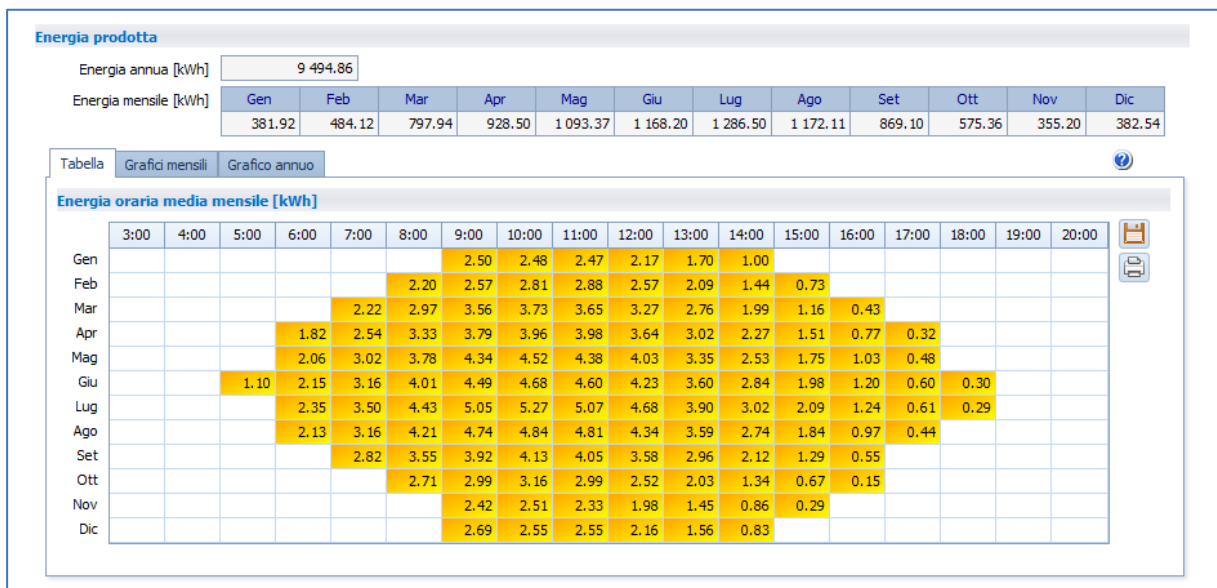 Energia prodotta
Energia annua [kWh] 9 494.86
Energia mensile [kWh] Gen Feb Mar Apr Mag Giu Lug Ago Set Ott Nov Dic
381.92 484.12 797.94 928.50 1 093.37 1 168.20 1 286.50 1 172.11 869.10 575.36 355.20 382.54
Tabella Grafici mensili Grafico annuo ?
Energia oraria media mensile [kWh]
3:00 4:00 5:00 6:00 7:00 8:00 9:00 10:00 11:00 12:00 13:00 14:00 15:00 16:00 17:00 18:00 19:00 20:00
Gen 2.50 2.48 2.47 2.17 1.70 1.00
Feb 2.20 2.57 2.81 2.88 2.57 2.09 1.44 0.73
Mar 2.22 2.97 3.56 3.73 3.65 3.27 2.76 1.99 1.16 0.43
Apr 1.82 2.54 3.33 3.79 3.96 3.98 3.64 3.02 2.27 1.51 0.77 0.32
Mag 2.06 3.02 3.78 4.34 4.52 4.38 4.03 3.35 2.53 1.75 1.03 0.48
Giu 1.10 2.15 3.16 4.01 4.49 4.68 4.60 4.23 3.60 2.84 1.98 1.20 0.60 0.30
Lug 2.35 3.50 4.43 5.05 5.27 5.07 4.68 3.90 3.02 2.09 1.24 0.61 0.29
Ago 2.13 3.16 4.21 4.74 4.84 4.81 4.34 3.59 2.74 1.84 0.97 0.44
Set 2.82 3.55 3.92 4.13 4.05 3.58 2.96 2.12 1.29 0.55
Ott 2.71 2.99 3.16 2.99 2.52 2.03 1.34 0.67 0.15
Nov 2.42 2.51 2.33 1.98 1.45 0.86 0.29
Dic 2.69 2.55 2.55 2.16 1.56 0.83